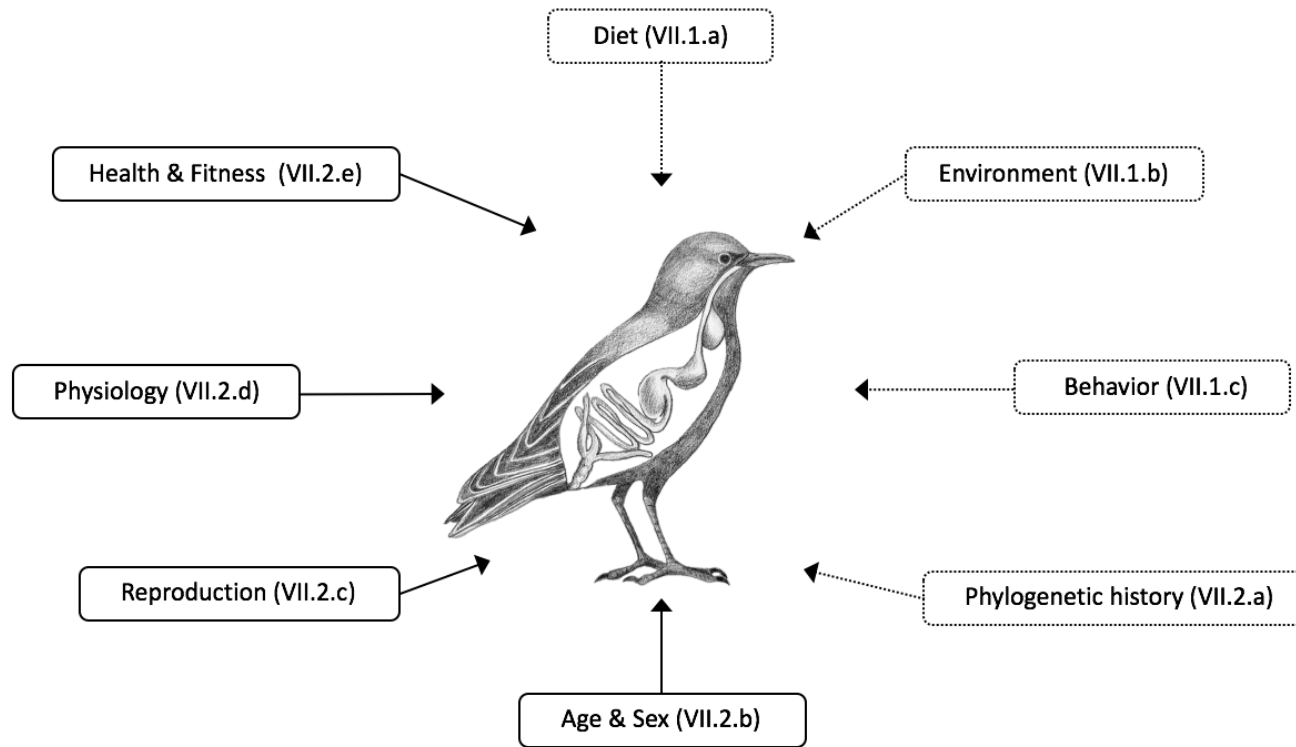 Diet (VII.1.a)
Health & Fitness (VII.2.e)
Environment (VII.1.b)
Physiology (VII.2.d)
Behavior (VII.1.c)
Reproduction (VII.2.c)
Phylogenetic history (VII.2.a)
Age & Sex (VII.2.b)